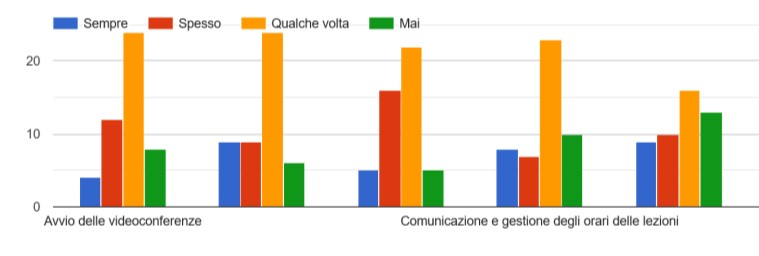 Sempre Spesso Qualche volta Mai
20
10
0
Avvio delle videoconferenze Comunicazione e gestione degli orari delle lezioni